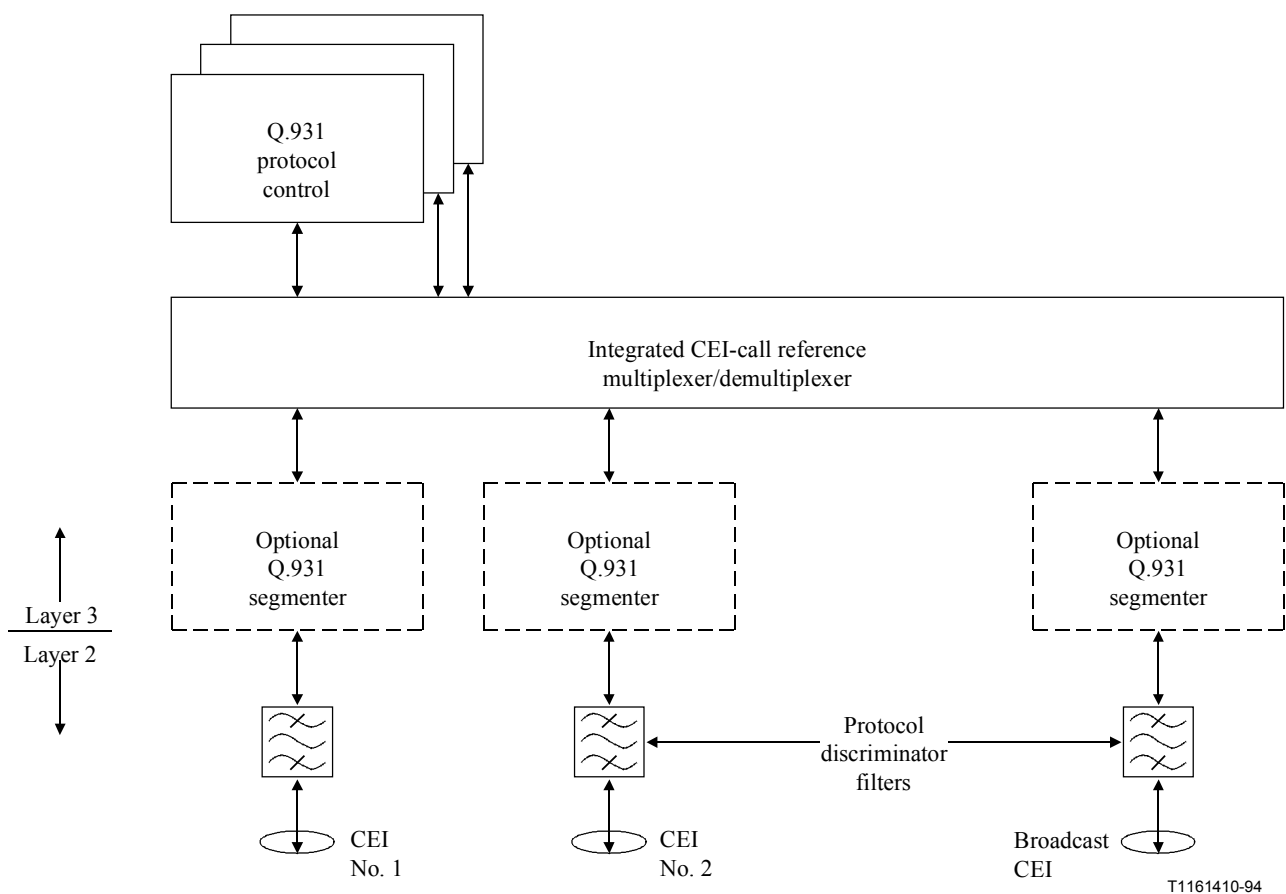 Q.931
protocol
control
Integrated CEI-call reference
multiplexer/demultiplexer
Optional
Q.931
segmenter
Optional
Q.931
segmenter
Optional
Q.931
segmenter
Layer 3
Layer 2
Protocol
discriminator
filters
CEI
No. 1
CEI
No. 2
Broadcast
CEI
T1161410-94